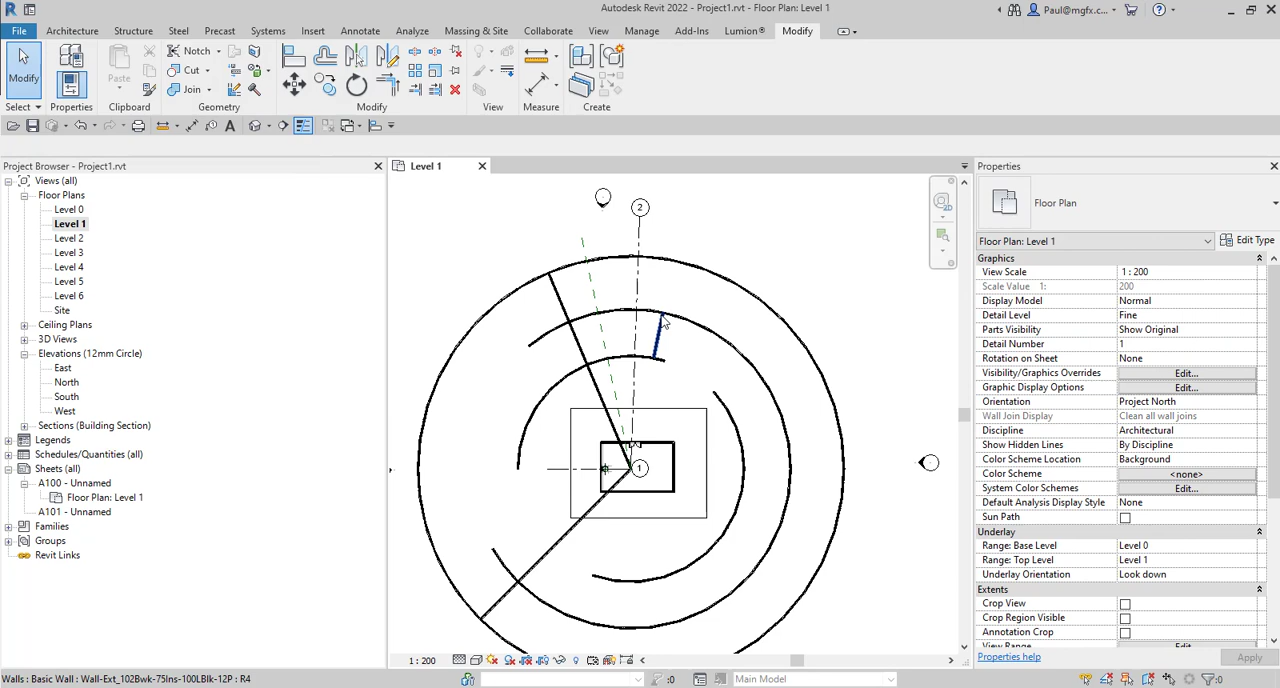 Autodesk Revit 2022 - Project1.rvt - Floor Plan: Level 1
Paul@mgfx.c...
File Architecture Structure Steel Precast Systems Insert Annotate Analyze Massing & Site Collaborate View Manage Add-Ins Lumion® Modify
Modify
Paste
Notch
Cut
Join
Select Properties Clipboard Geometry Modify View Measure Create
Project Browser - Project1.rvt
Views (all)
Floor Plans
Level 0
Level 1
Level 2
Level 3
Level 4
Level 5
Level 6
Site
Ceiling Plans
3D Views
Elevations (12mm Circle)
East
North
South
West
Sections (Building Section)
Legends
Schedules/Quantities (all)
Sheets (all)
A100 - Unnamed
Floor Plan: Level 1
A101 - Unnamed
Families
Groups
Revit Links
Level 1
2
1
2D
1 : 200
Properties
Floor Plan
Floor Plan: Level 1
Edit Type
Graphics
View Scale 1 : 200
Scale Value 1: 200
Display Model Normal
Detail Level Fine
Parts Visibility Show Original
Detail Number 1
Rotation on Sheet None
Visibility/Graphics Overrides Edit...
Graphic Display Options Edit...
Orientation Project North
Wall Join Display Clean all wall joins
Discipline Architectural
Show Hidden Lines By Discipline
Color Scheme Location Background
Color Scheme <none>
System Color Schemes Edit...
Default Analysis Display Style None
Sun Path
Underlay
Range: Base Level Level 0
Range: Top Level Level 1
Underlay Orientation Look down
Extents
Crop View
Crop Region Visible
Annotation Crop
View Range Edit...
Properties help
Apply
Walls : Basic Wall : Wall-Ext_102Bwk-75Ins-100LBlk-12P : R4
:0
Main Model
:0